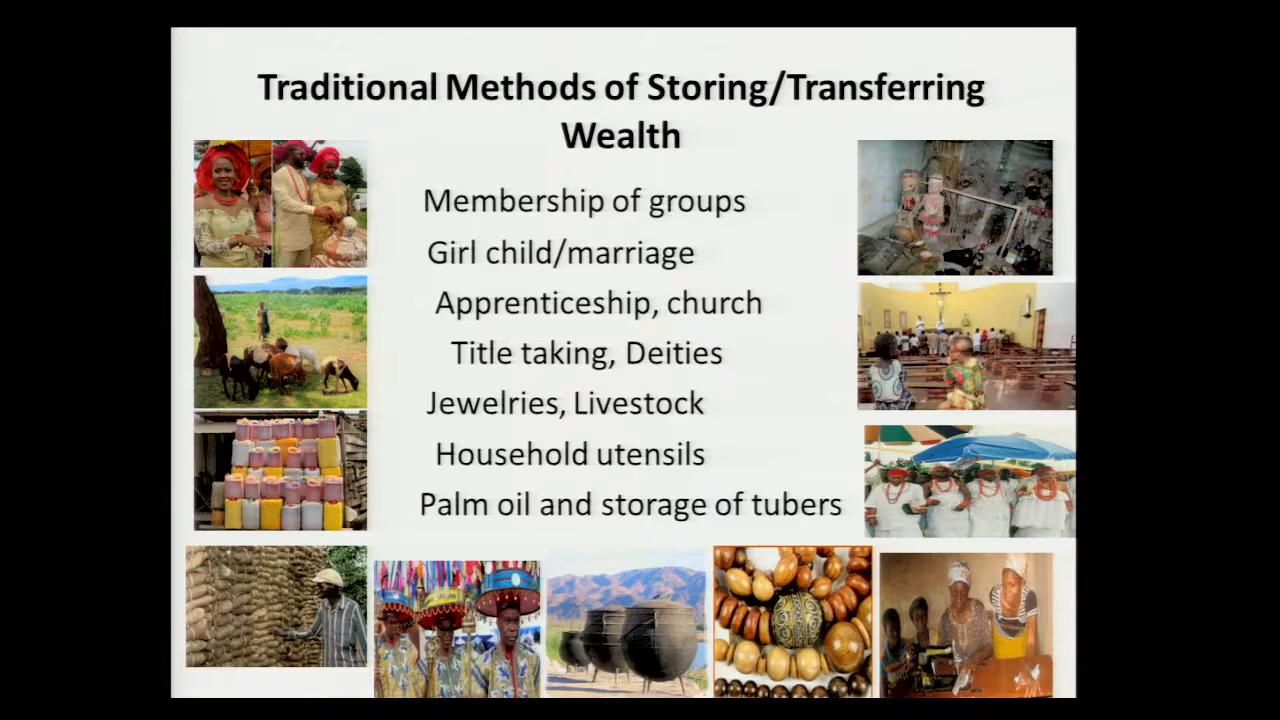 Traditional Methods of Storing/Transferring
Wealth
Membership of groups
Girl child/marriage
Apprenticeship, church
Title taking, Deities
Jewelries, Livestock
Household utensils
Palm oil and storage of tubers